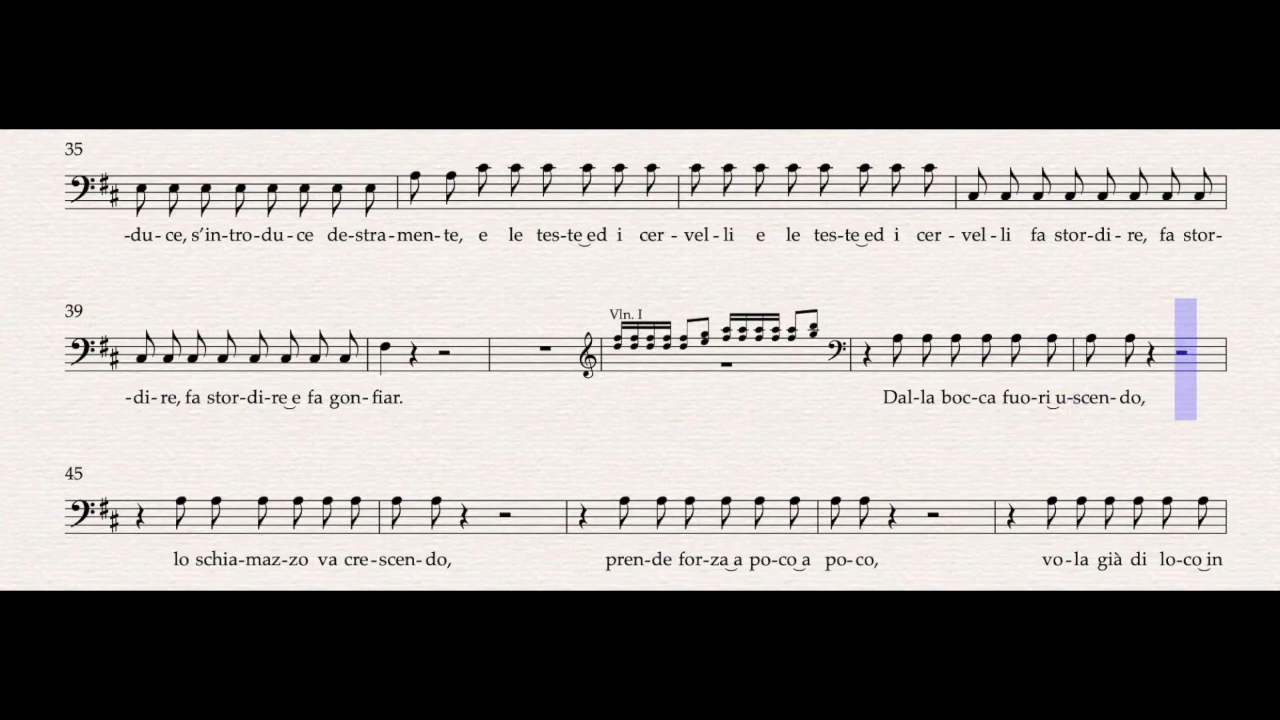 35
-du-ce, s'in-tro-du-ce de-stra-men-te, e le tes-te‿ed i cer-vel-li e le tes-te‿ed i cer-vel-li fa stor-di-re, fa stor-
39
Vln. I
-di-re, fa stor-di-re‿e fa gon-fiar. Dal-la boc-ca fuo-ri‿u-scen-do,
45
lo schia-maz-zo va cre-scen-do, pren-de for-za‿a po-co‿a po-co, vo-la già di lo-co‿in